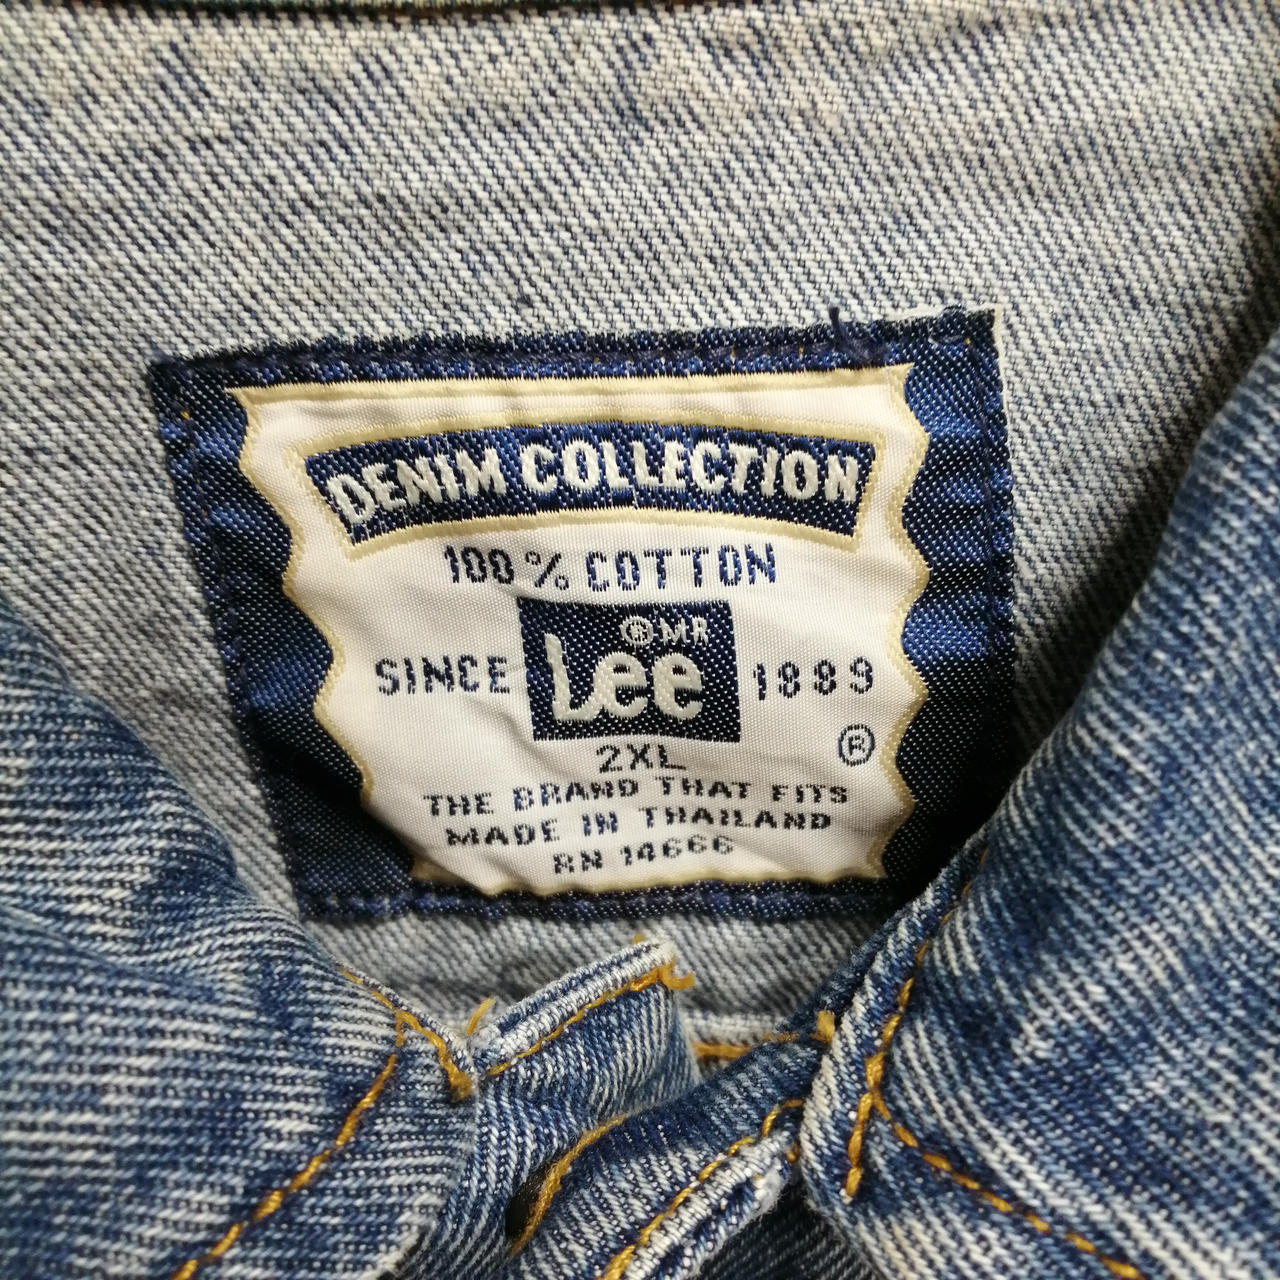 DENIM COLLECTION
100% COTTON
® MR
SINCE Lee 1889
2XL ®
THE BRAND THAT FITS
MADE IN THAILAND
RN 14666